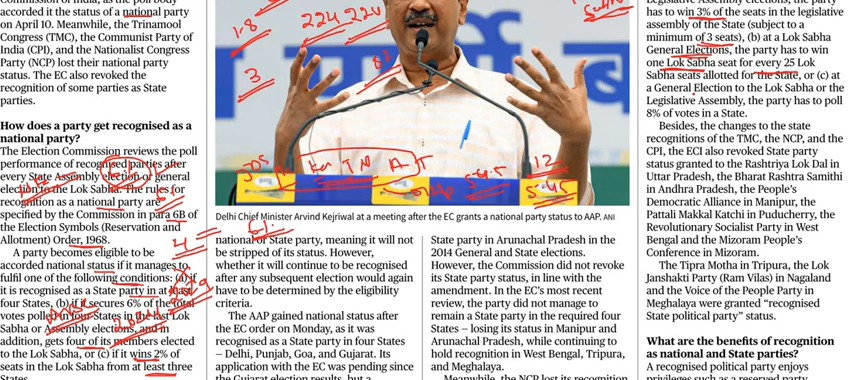 Commission of India, as the poll body
accorded it the status of a national party
on April 10. Meanwhile, the Trinamool
Congress (TMC), the Communist Party of
India (CPI), and the Nationalist Congress
Party (NCP) lost their national party
status. The EC also revoked the
recognition of some parties as State
parties.
How does a party get recognised as a
national party?
The Election Commission reviews the poll
performance of recognised parties after
every State Assembly election or general
election to the Lok Sabha. The rules for
recognition as a national party are
specified by the Commission in para 6B of
the Election Symbols (Reservation and
Allotment) Order, 1968.
A party becomes eligible to be
accorded national status if it manages to
fulfil one of the following conditions: (a) if
it is recognised as a State party in at least
four States, (b) if it secures 6% of the total
votes polled in four States in the last Lok
Sabha or Assembly elections, and in
addition, gets four of its members elected
to the Lok Sabha, or (c) if it wins 2% of
seats in the Lok Sabha from at least three
States.
1.8
224 224
3
12
5.45
Delhi Chief Minister Arvind Kejriwal at a meeting after the EC grants a national party status to AAP. ANI
national or State party, meaning it will not
be stripped of its status. However,
whether it will continue to be recognised
after any subsequent election would again
have to be determined by the eligibility
criteria.
The AAP gained national status after
the EC order on Monday, as it was
recognised as a State party in four States
– Delhi, Punjab, Goa, and Gujarat. Its
application with the EC was pending since
the Gujarat election results, but a
State party in Arunachal Pradesh in the
2014 General and State elections.
However, the Commission did not revoke
its State party status, in line with the
amendment. In the EC's most recent
review, the party did not manage to
remain a State party in the required four
States – losing its status in Manipur and
Arunachal Pradesh, while continuing to
hold recognition in West Bengal, Tripura,
and Meghalaya.
Meanwhile, the NCP lost its recognition
Legislative Assembly elections, the party
has to win 3% of the seats in the legislative
assembly of the State (subject to a
minimum of 3 seats), (b) at a Lok Sabha
General Elections, the party has to win
one Lok Sabha seat for every 25 Lok
Sabha seats allotted for the State, or (c) at
a General Election to the Lok Sabha or the
Legislative Assembly, the party has to poll
8% of votes in a State.
Besides, the changes to the state
recognitions of the TMC, the NCP, and the
CPI, the ECI also revoked State party
status granted to the Rashtriya Lok Dal in
Uttar Pradesh, the Bharat Rashtra Samithi
in Andhra Pradesh, the People's
Democratic Alliance in Manipur, the
Pattali Makkal Katchi in Puducherry, the
Revolutionary Socialist Party in West
Bengal and the Mizoram People's
Conference in Mizoram.
The Tipra Motha in Tripura, the Lok
Janshakti Party (Ram Vilas) in Nagaland
and the Voice of the People Party in
Meghalaya were granted "recognised
State political party" status.
What are the benefits of recognition
as national and State parties?
A recognised political party enjoys
privileges such as a reserved party